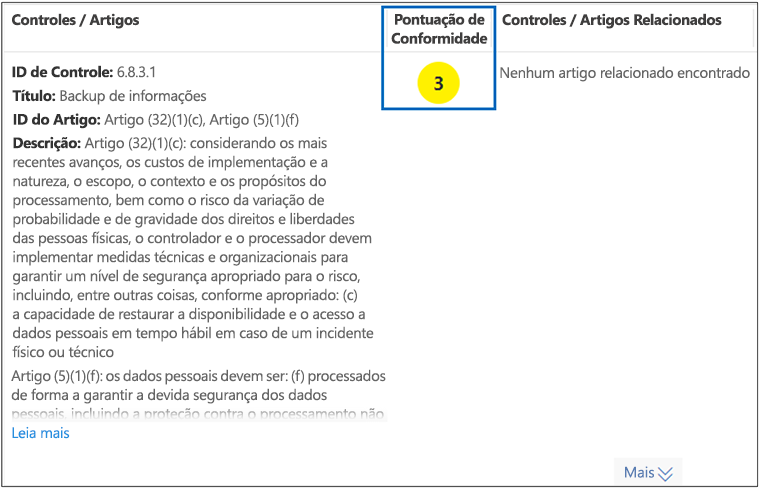 Controles / Artigos
Pontuação de
Conformidade
Controles / Artigos Relacionados
ID de Controle: 6.8.3.1
Título: Backup de informações
ID do Artigo: Artigo (32)(1)(c), Artigo (5)(1)(f)
Descrição: Artigo (32)(1)(c): considerando os mais
recentes avanços, os custos de implementação e a
natureza, o escopo, o contexto e os propósitos do
processamento, bem como o risco da variação de
probabilidade e de gravidade dos direitos e liberdades
das pessoas físicas, o controlador e o processador devem
implementar medidas técnicas e organizacionais para
garantir um nível de segurança apropriado para o risco,
incluindo, entre outras coisas, conforme apropriado: (c)
a capacidade de restaurar a disponibilidade e o acesso a
dados pessoais em tempo hábil em caso de um incidente
físico ou técnico
Artigo (5)(1)(f): os dados pessoais devem ser: (f) processados
de forma a garantir a devida segurança dos dados
pessoais, incluindo a proteção contra o processamento não
Leia mais
3
Nenhum artigo relacionado encontrado
Mais